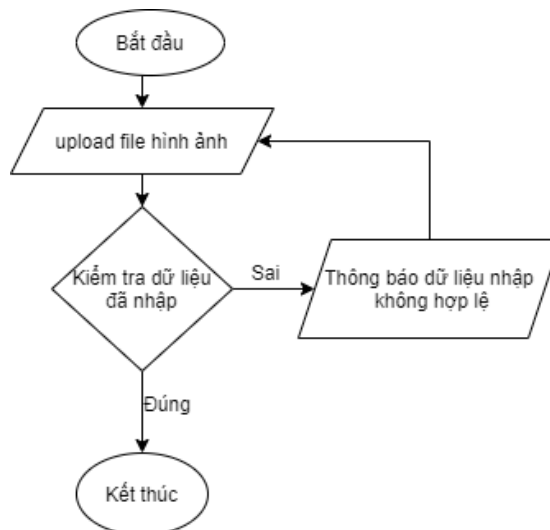 Bắt đầu
upload file hình ảnh
Kiểm tra dữ liệu
đã nhập
Sai
Thông báo dữ liệu nhập
không hợp lệ
Đúng
Kết thúc